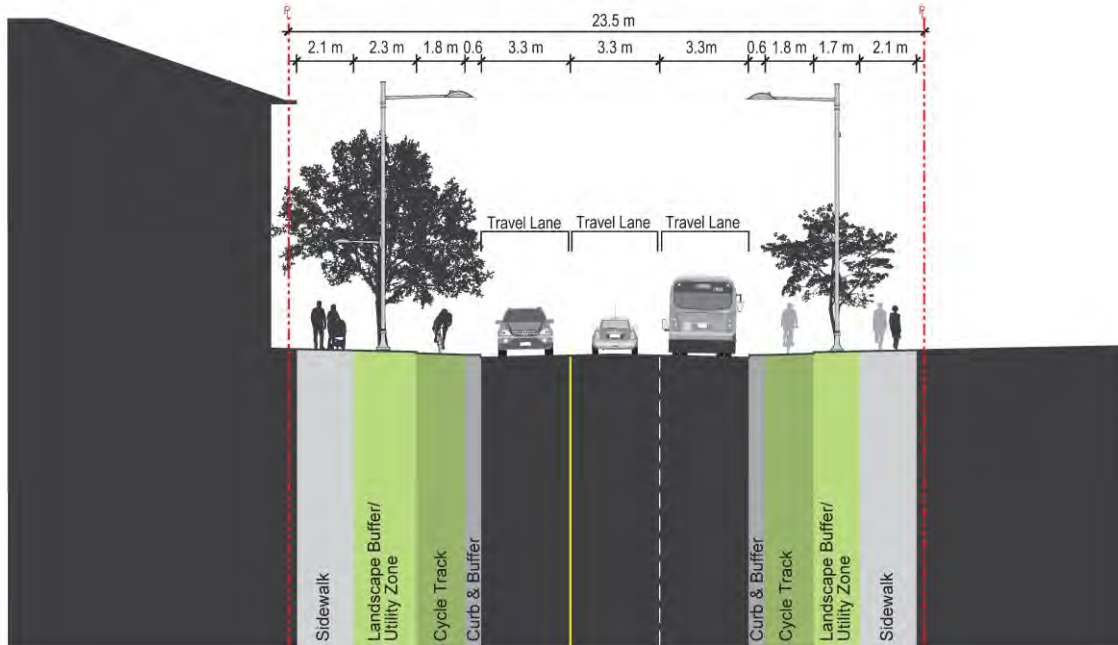 23.5 m
2.1 m 2.3 m 1.8 m 0.6 3.3 m 3.3 m 3.3m 0.6 1.8 m 1.7 m 2.1 m
Travel Lane Travel Lane Travel Lane
Sidewalk
Landscape Buffer/
Utility Zone
Cycle Track
Curb & Buffer
Curb & Buffer
Cycle Track
Landscape Buffer/
Utility Zone
Sidewalk